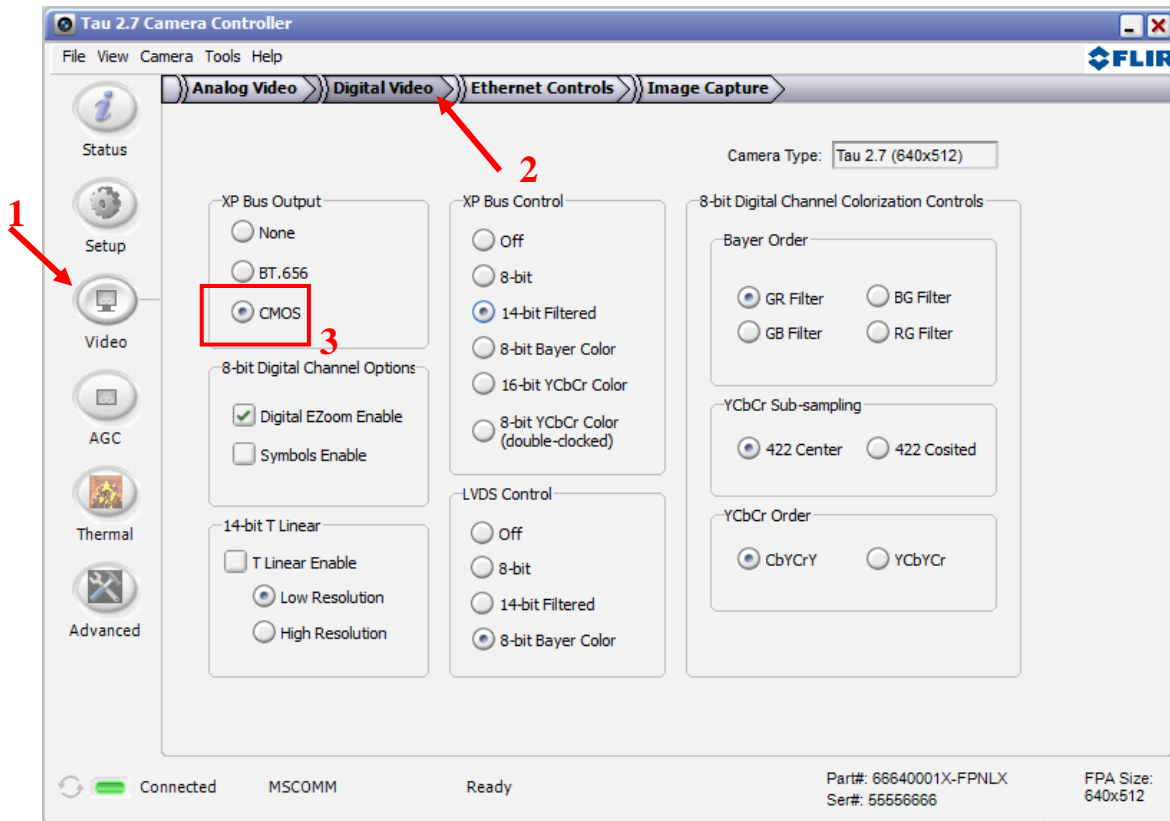 Tau 2.7 Camera Controller
File View Camera Tools Help
FLIR
Analog Video
Digital Video
Ethernet Controls
Image Capture
Status
Setup
Video
AGC
Thermal
Advanced
1
2
3
Camera Type: Tau 2.7 (640x512)
XP Bus Output
None
BT.656
CMOS
8-bit Digital Channel Options
Digital EZoom Enable
Symbols Enable
14-bit T Linear
T Linear Enable
Low Resolution
High Resolution
XP Bus Control
Off
8-bit
14-bit Filtered
8-bit Bayer Color
16-bit YCbCr Color
8-bit YCbCr Color
(double-clocked)
LVDS Control
Off
8-bit
14-bit Filtered
8-bit Bayer Color
8-bit Digital Channel Colorization Controls
Bayer Order
GR Filter
BG Filter
GB Filter
RG Filter
YCbCr Sub-sampling
422 Center
422 Cosited
YCbCr Order
CbYCrY
YCbYCr
Connected
MSCOMM
Ready
Part#: 66640001X-FPNLX
Ser#: 55556666
FPA Size:
640x512